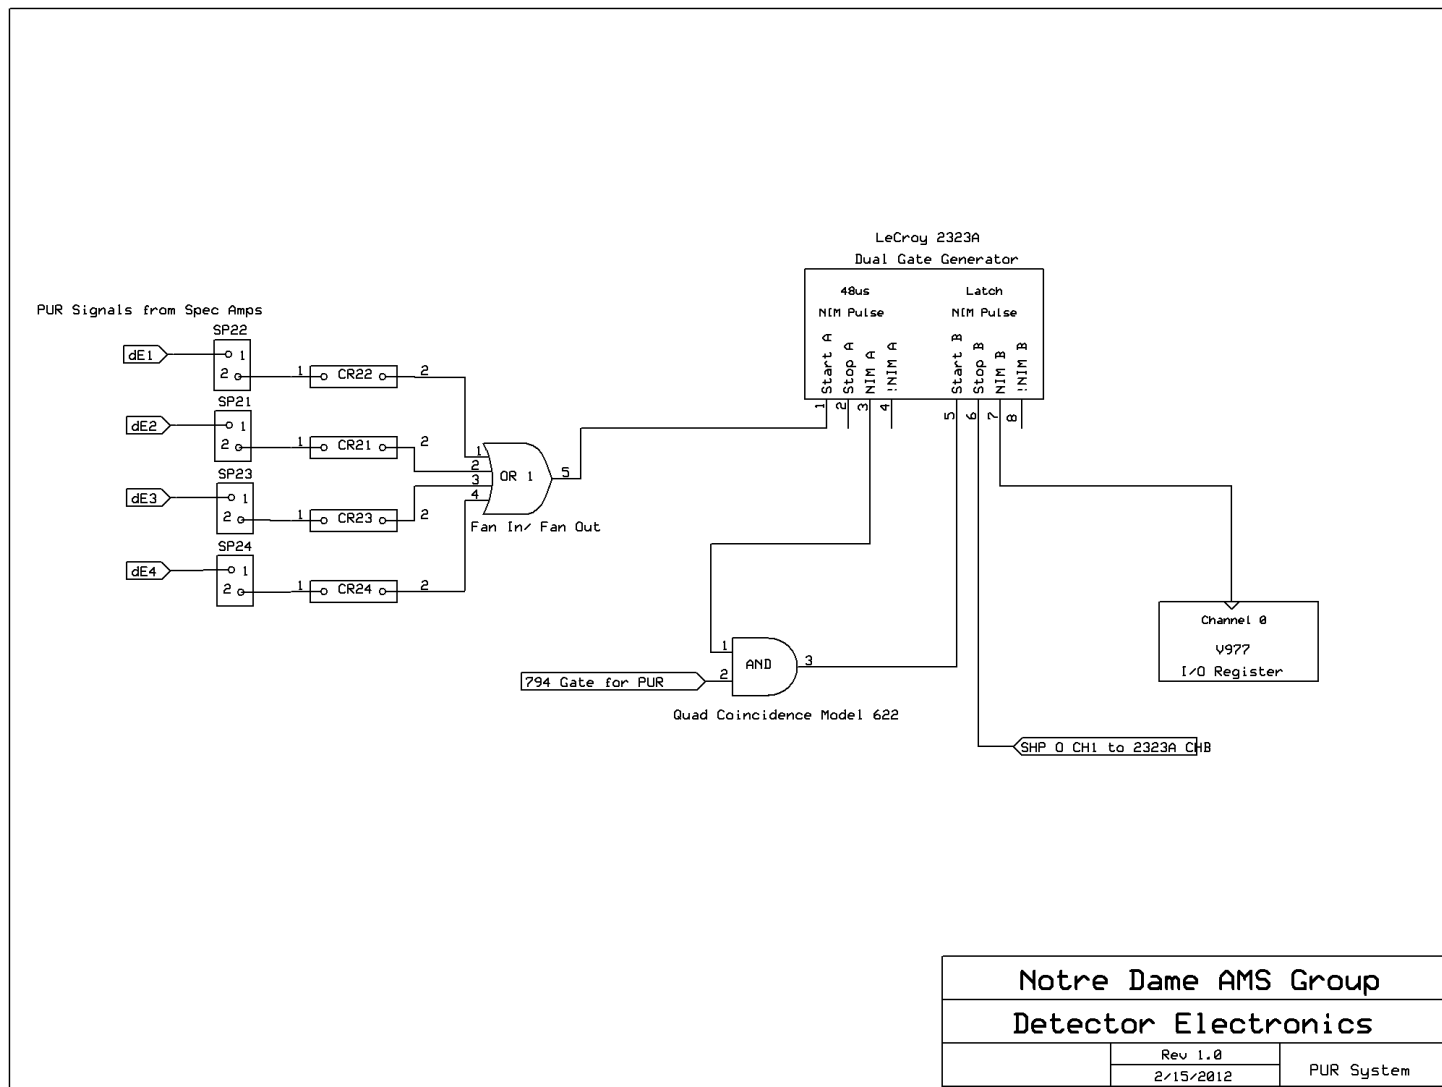 LeCroy 2323A
Dual Gate Generator
48us
NIM Pulse
Latch
NIM Pulse
Start A
Stop A
NIM A
!NIM A
Start B
Stop B
NIM B
!NIM B
1
2
3
4
5
6
7
8
PUR Signals from Spec Amps
SP22
dE1
1
2
1
CR22
2
SP21
dE2
1
2
1
CR21
2
SP23
dE3
1
2
1
CR23
2
SP24
dE4
1
2
1
CR24
2
1
2
3
4
OR 1
5
Fan In/ Fan Out
1
2
AND
3
794 Gate for PUR
Quad Coincidence Model 622
Channel 0
V977
I/O Register
SHP O CH1 to 2323A CHB
Notre Dame AMS Group
Detector Electronics
Rev 1.0
2/15/2012
PUR System